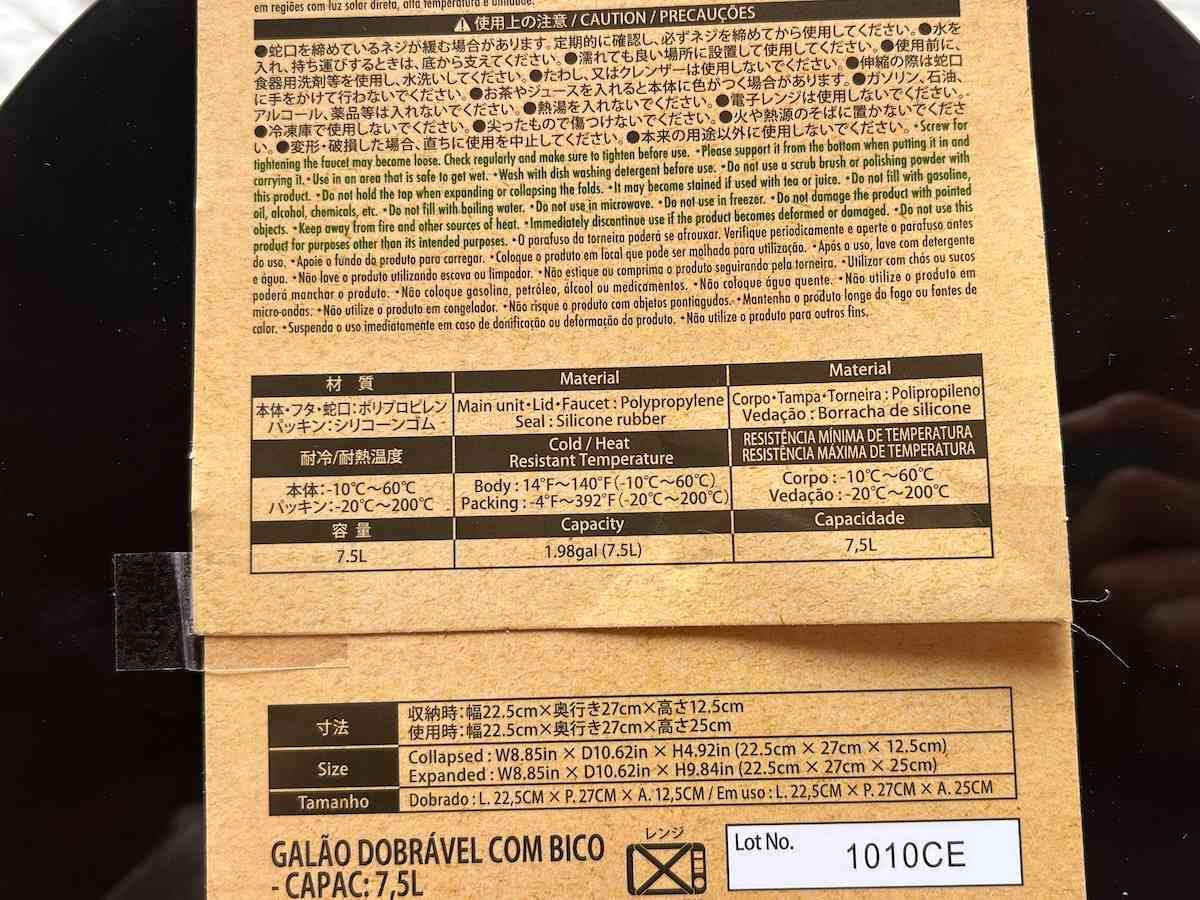 em regiões com luz solar direta, alta temperatura e umidade.
⚠使用上の注意 / CAUTION / PRECAUÇÕES
●蛇口を締めているネジが緩む場合があります。定期的に確認し、必ずネジを締めてから使用してください。●水を
入れ、持ち運びするときは、底から支えてください。●濡れても良い場所に設置して使用してください。●使用前に、
食器用洗剤等を使用し、水洗いしてください。●たわし、又はクレンザーは使用しないでください。●伸縮の際は蛇口
に手をかけて行わないでください。●お茶やジュースを入れると本体に色がつく場合があります。●ガソリン、石油、
アルコール、薬品等は入れないでください。●熱湯を入れないでください。●電子レンジは使用しないでください。
●冷凍庫で使用しないでください。●尖ったもので傷つけないでください。●火や熱源のそばに置かないでくださ
い。●変形・破損した場合、直ちに使用を中止してください。●本来の用途以外に使用しないでください。•Screw for
tightening the faucet may become loose. Check regularly and make sure to tighten before use. •Please support it from the bottom when putting it in and
carrying it. •Use in an area that is safe to get wet. •Wash with dish washing detergent before use. •Do not use a scrub brush or polishing powder with
this product. •Do not hold the top when expanding or collapsing the folds. •It may become stained if used with tea or juice. •Do not fill with gasoline,
oil, alcohol, chemicals, etc. •Do not fill with boiling water. •Do not use in microwave. •Do not use in freezer. •Do not damage the product with pointed
objects. •Keep away from fire and other sources of heat. •Immediately discontinue use if the product becomes deformed or damaged. •Do not use this
product for purposes other than its intended purposes. •O parafuso da torneira poderá se afrouxar. Verifique periodicamente e aperte o parafuso antes
do uso. •Apoie o fundo do produto para carregar. •Coloque o produto em local que pode ser molhada para utilização. •Após o uso, lave com detergente
e água. •Não lave o produto utilizando escova ou limpador. •Não estique ou comprima o produto seguirando pela torneira. •Utilizar com chás ou sucos
poderá manchar o produto. •Não coloque gasolina, petróleo, álcool ou medicamentos. •Não coloque água quente. •Não utilize o produto em
micro-ondas. •Não utilize o produto em congelador. •Não risque o produto com objetos pontiagudos. •Mantenha o produto longe do fogo ou fontes de
calor. •Suspenda o uso imediatamente em caso de danificação ou deformação do produto. •Não utilize o produto para outros fins.
材 質
本体・フタ・蛇口：ポリプロピレン
パッキン：シリコーンゴム
Material
Main unit・Lid・Faucet : Polypropylene
Seal : Silicone rubber
Material
Corpo・Tampa・Torneira : Polipropileno
Vedação : Borracha de silicone
耐冷/耐熱温度
本体：-10℃〜60℃
パッキン：-20℃〜200℃
Cold / Heat
Resistant Temperature
Body : 14°F〜140°F(-10℃〜60℃)
Packing : -4°F〜392°F(-20℃〜200℃)
RESISTÊNCIA MÍNIMA DE TEMPERATURA
RESISTÊNCIA MÁXIMA DE TEMPERATURA
Corpo : -10℃〜60℃
Vedação : -20℃〜200℃
容 量
7.5L
Capacity
1.98gal (7.5L)
Capacidade
7,5L
寸法
収納時：幅22.5cm×奥行き27cm×高さ12.5cm
使用時：幅22.5cm×奥行き27cm×高さ25cm
Size
Collapsed : W8.85in × D10.62in × H4.92in (22.5cm × 27cm × 12.5cm)
Expanded : W8.85in × D10.62in × H9.84in (22.5cm × 27cm × 25cm)
Tamanho
Dobrado : L. 22,5CM × P. 27CM × A. 12,5CM / Em uso : L. 22,5CM × P. 27CM × A. 25CM
GALÃO DOBRÁVEL COM BICO
- CAPAC: 7,5L
レンジ
Lot No.
1010CE